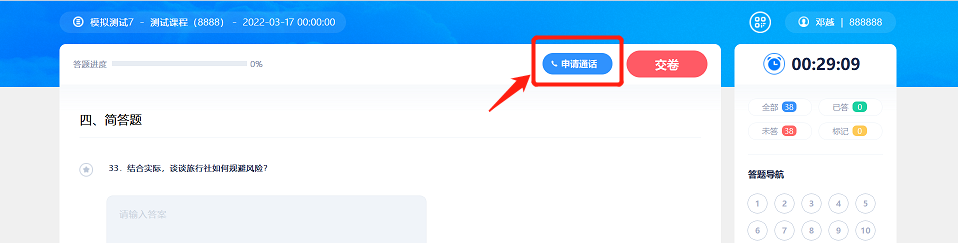 模拟测试7 - 测试课程（8888） - 2022-03-17 00:00:00
邓越 | 888888
答题进度 0%
申请通话
交卷
00:29:09
全部 38 已答 0
未答 38 标记 0
四、简答题
33. 结合实际，谈谈旅行社如何规避风险？
请输入答案
答题导航
1 2 3 4 5
6 7 8 9 10